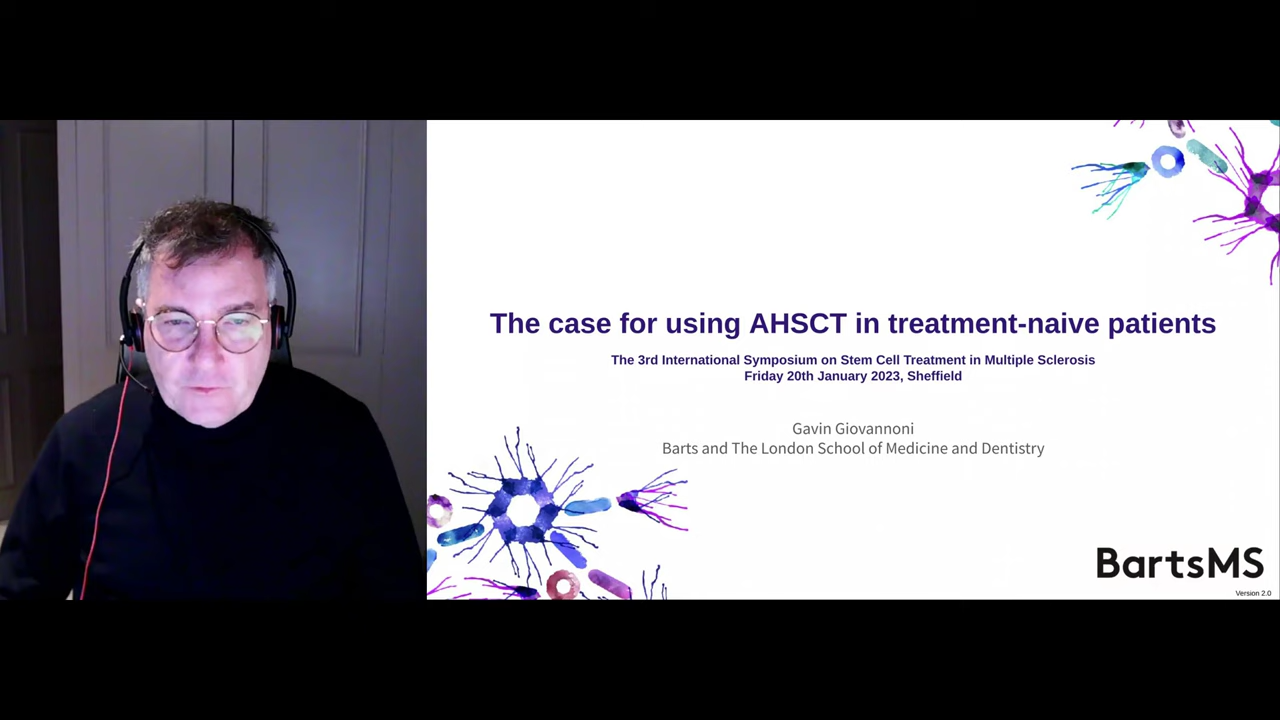 The case for using AHSCT in treatment-naive patients
The 3rd International Symposium on Stem Cell Treatment in Multiple Sclerosis
Friday 20th January 2023, Sheffield
Gavin Giovannoni
Barts and The London School of Medicine and Dentistry
BartsMS
Version 2.0